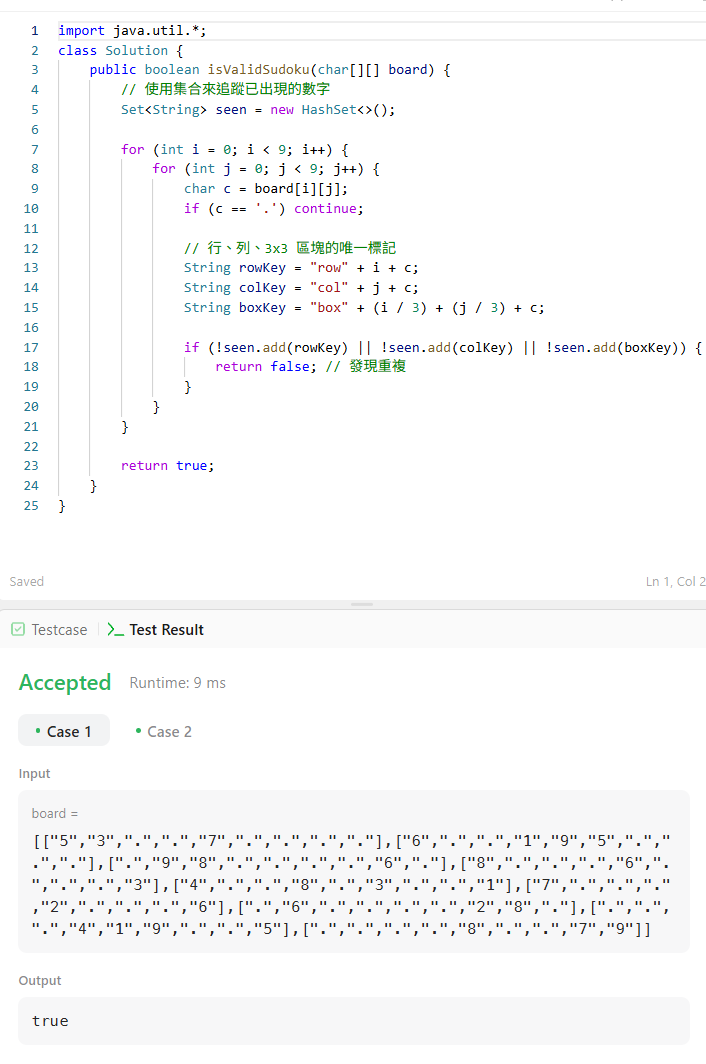 1 import java.util.*;
2 class Solution {
3     public boolean isValidSudoku(char[][] board) {
4         // 使用集合來追蹤已出現的數字
5         Set<String> seen = new HashSet<>();
6
7         for (int i = 0; i < 9; i++) {
8             for (int j = 0; j < 9; j++) {
9                 char c = board[i][j];
10                 if (c == '.') continue;
11
12                 // 行、列、3x3 區塊的唯一標記
13                 String rowKey = "row" + i + c;
14                 String colKey = "col" + j + c;
15                 String boxKey = "box" + (i / 3) + (j / 3) + c;
16
17                 if (!seen.add(rowKey) || !seen.add(colKey) || !seen.add(boxKey)) {
18                     return false; // 發現重複
19                 }
20             }
21         }
22
23         return true;
24     }
25 }
Saved
Ln 1, Col 2
Testcase
Test Result
Accepted
Runtime: 9 ms
Case 1
Case 2
Input
board =
[["5","3",".",".","7",".",".",".","."],["6",".",".","1","9","5",".","
.","."],[".","9","8",".",".",".",".","6","."],["8",".",".",".","6",".
",".",".","3"],["4",".",".","8",".","3",".",".","1"],["7",".",".","."
,"2",".",".",".","6"],[".","6",".",".",".",".","2","8","."],[".",".",
".","4","1","9",".",".","5"],[".",".",".",".","8",".",".","7","9"]]
Output
true